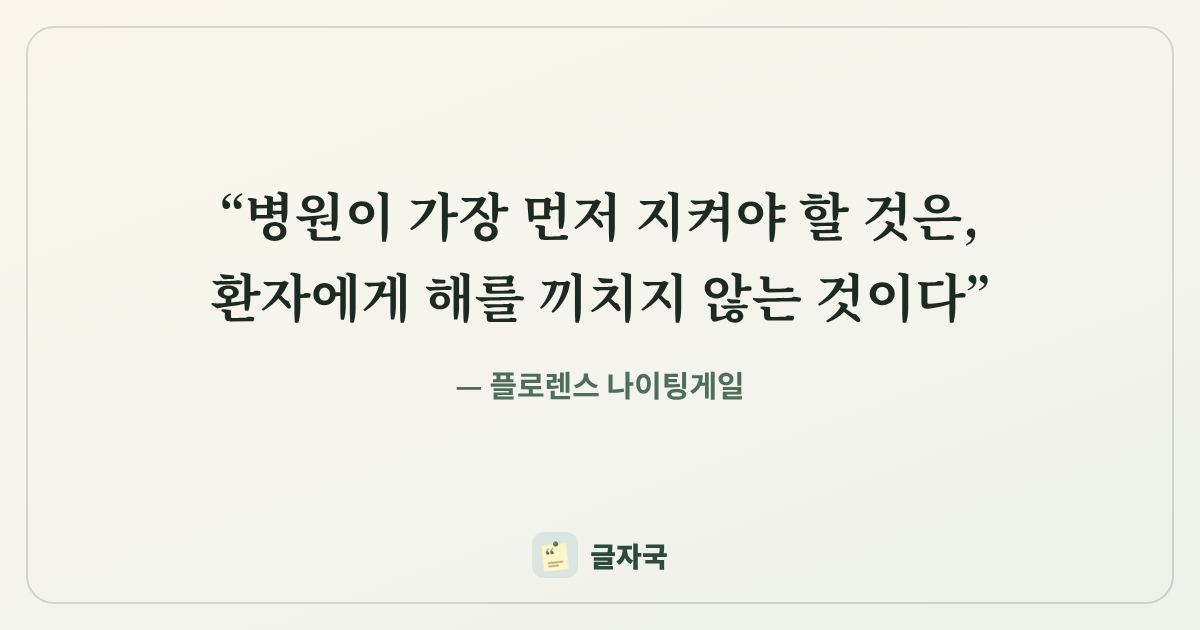 “병원이 가장 먼저 지켜야 할 것은,
환자에게 해를 끼치지 않는 것이다”
— 플로렌스 나이팅게일
글자국